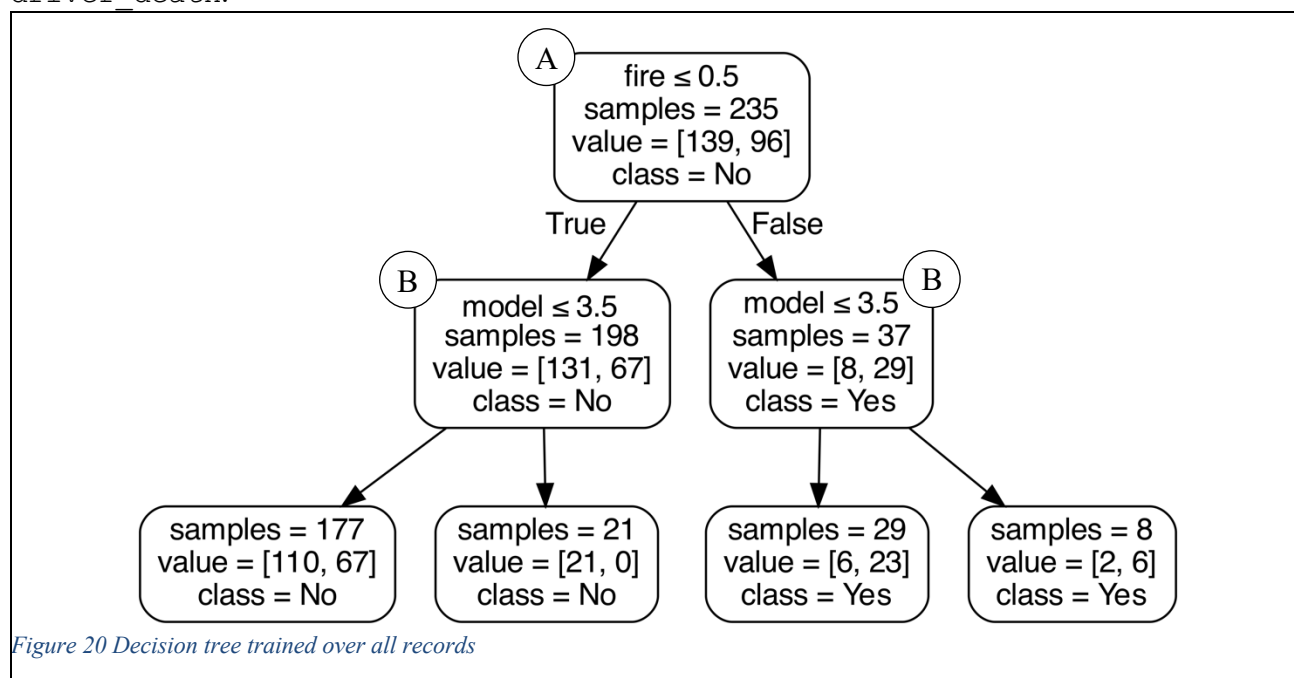 driver_death.
A
fire ≤ 0.5
samples = 235
value = [139, 96]
class = No
True
False
B
model ≤ 3.5
samples = 198
value = [131, 67]
class = No
B
model ≤ 3.5
samples = 37
value = [8, 29]
class = Yes
samples = 177
value = [110, 67]
class = No
samples = 21
value = [21, 0]
class = No
samples = 29
value = [6, 23]
class = Yes
samples = 8
value = [2, 6]
class = Yes
Figure 20 Decision tree trained over all records